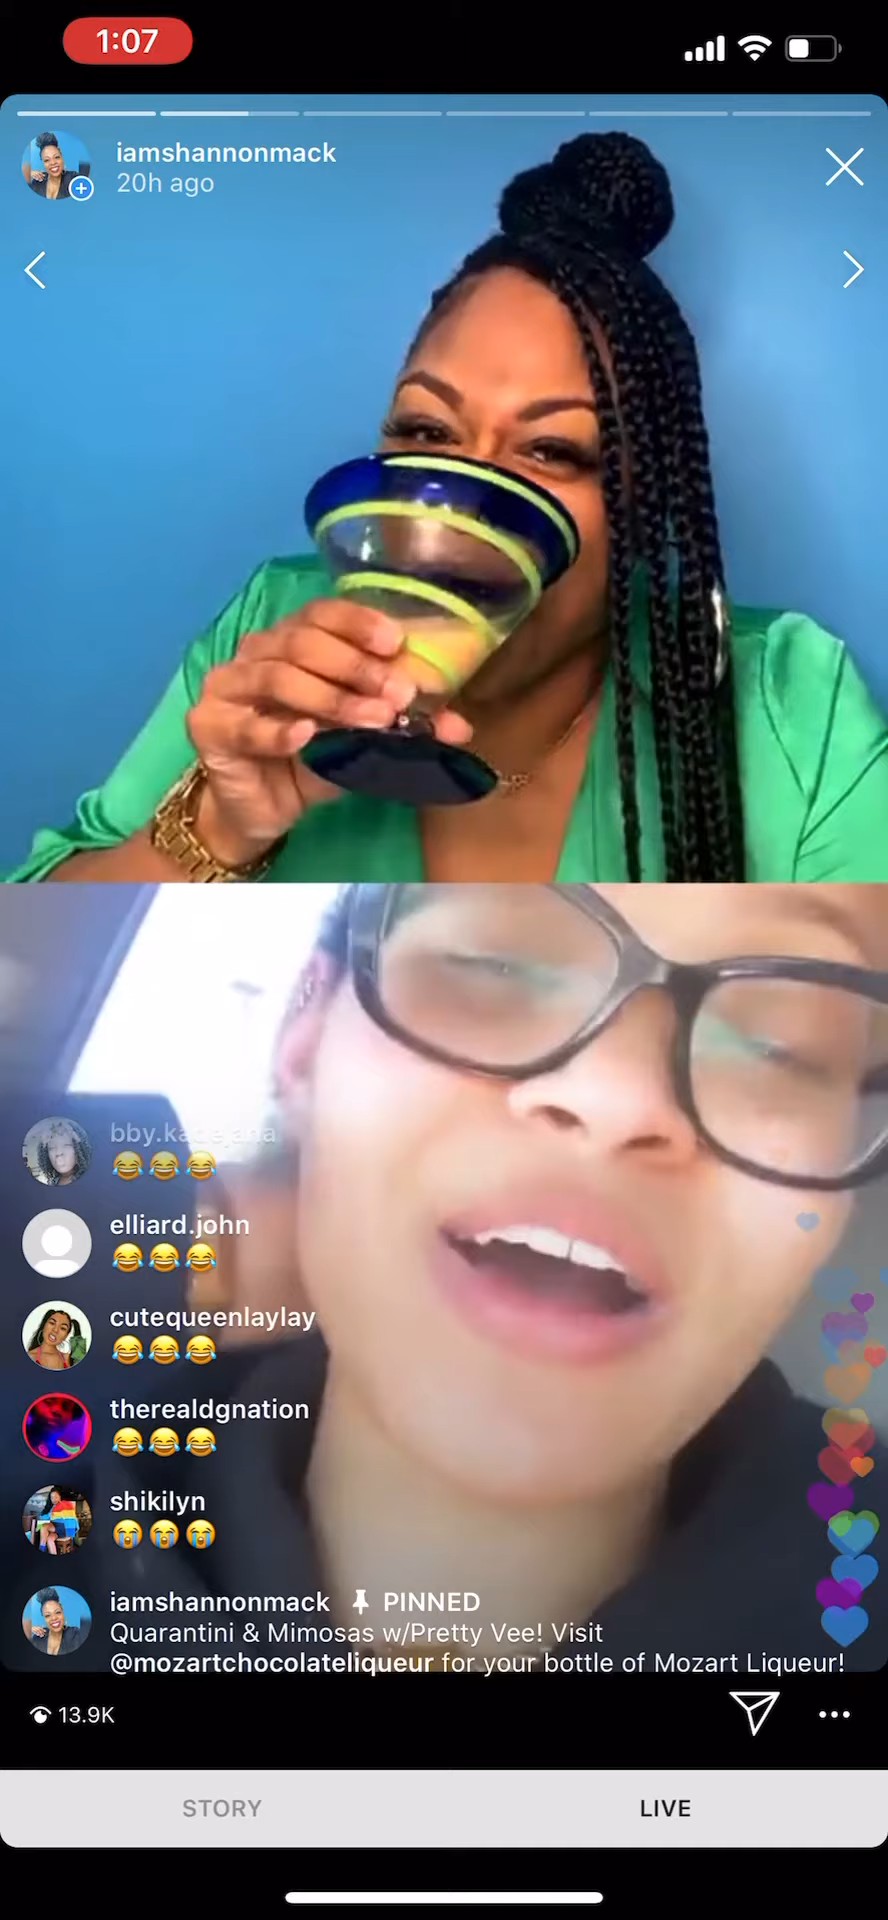 1:07
iamshannonmack
20h ago
😂😂😂
elliard.john
😂😂😂
cutequeenlaylay
😂😂😂
therealdgnation
😂😂😂
shikilyn
😭😭😭
iamshannonmack PINNED
Quarantini & Mimosas w/Pretty Vee! Visit
@mozartchocolateliqueur for your bottle of Mozart Liqueur!
13.9K
STORY
LIVE